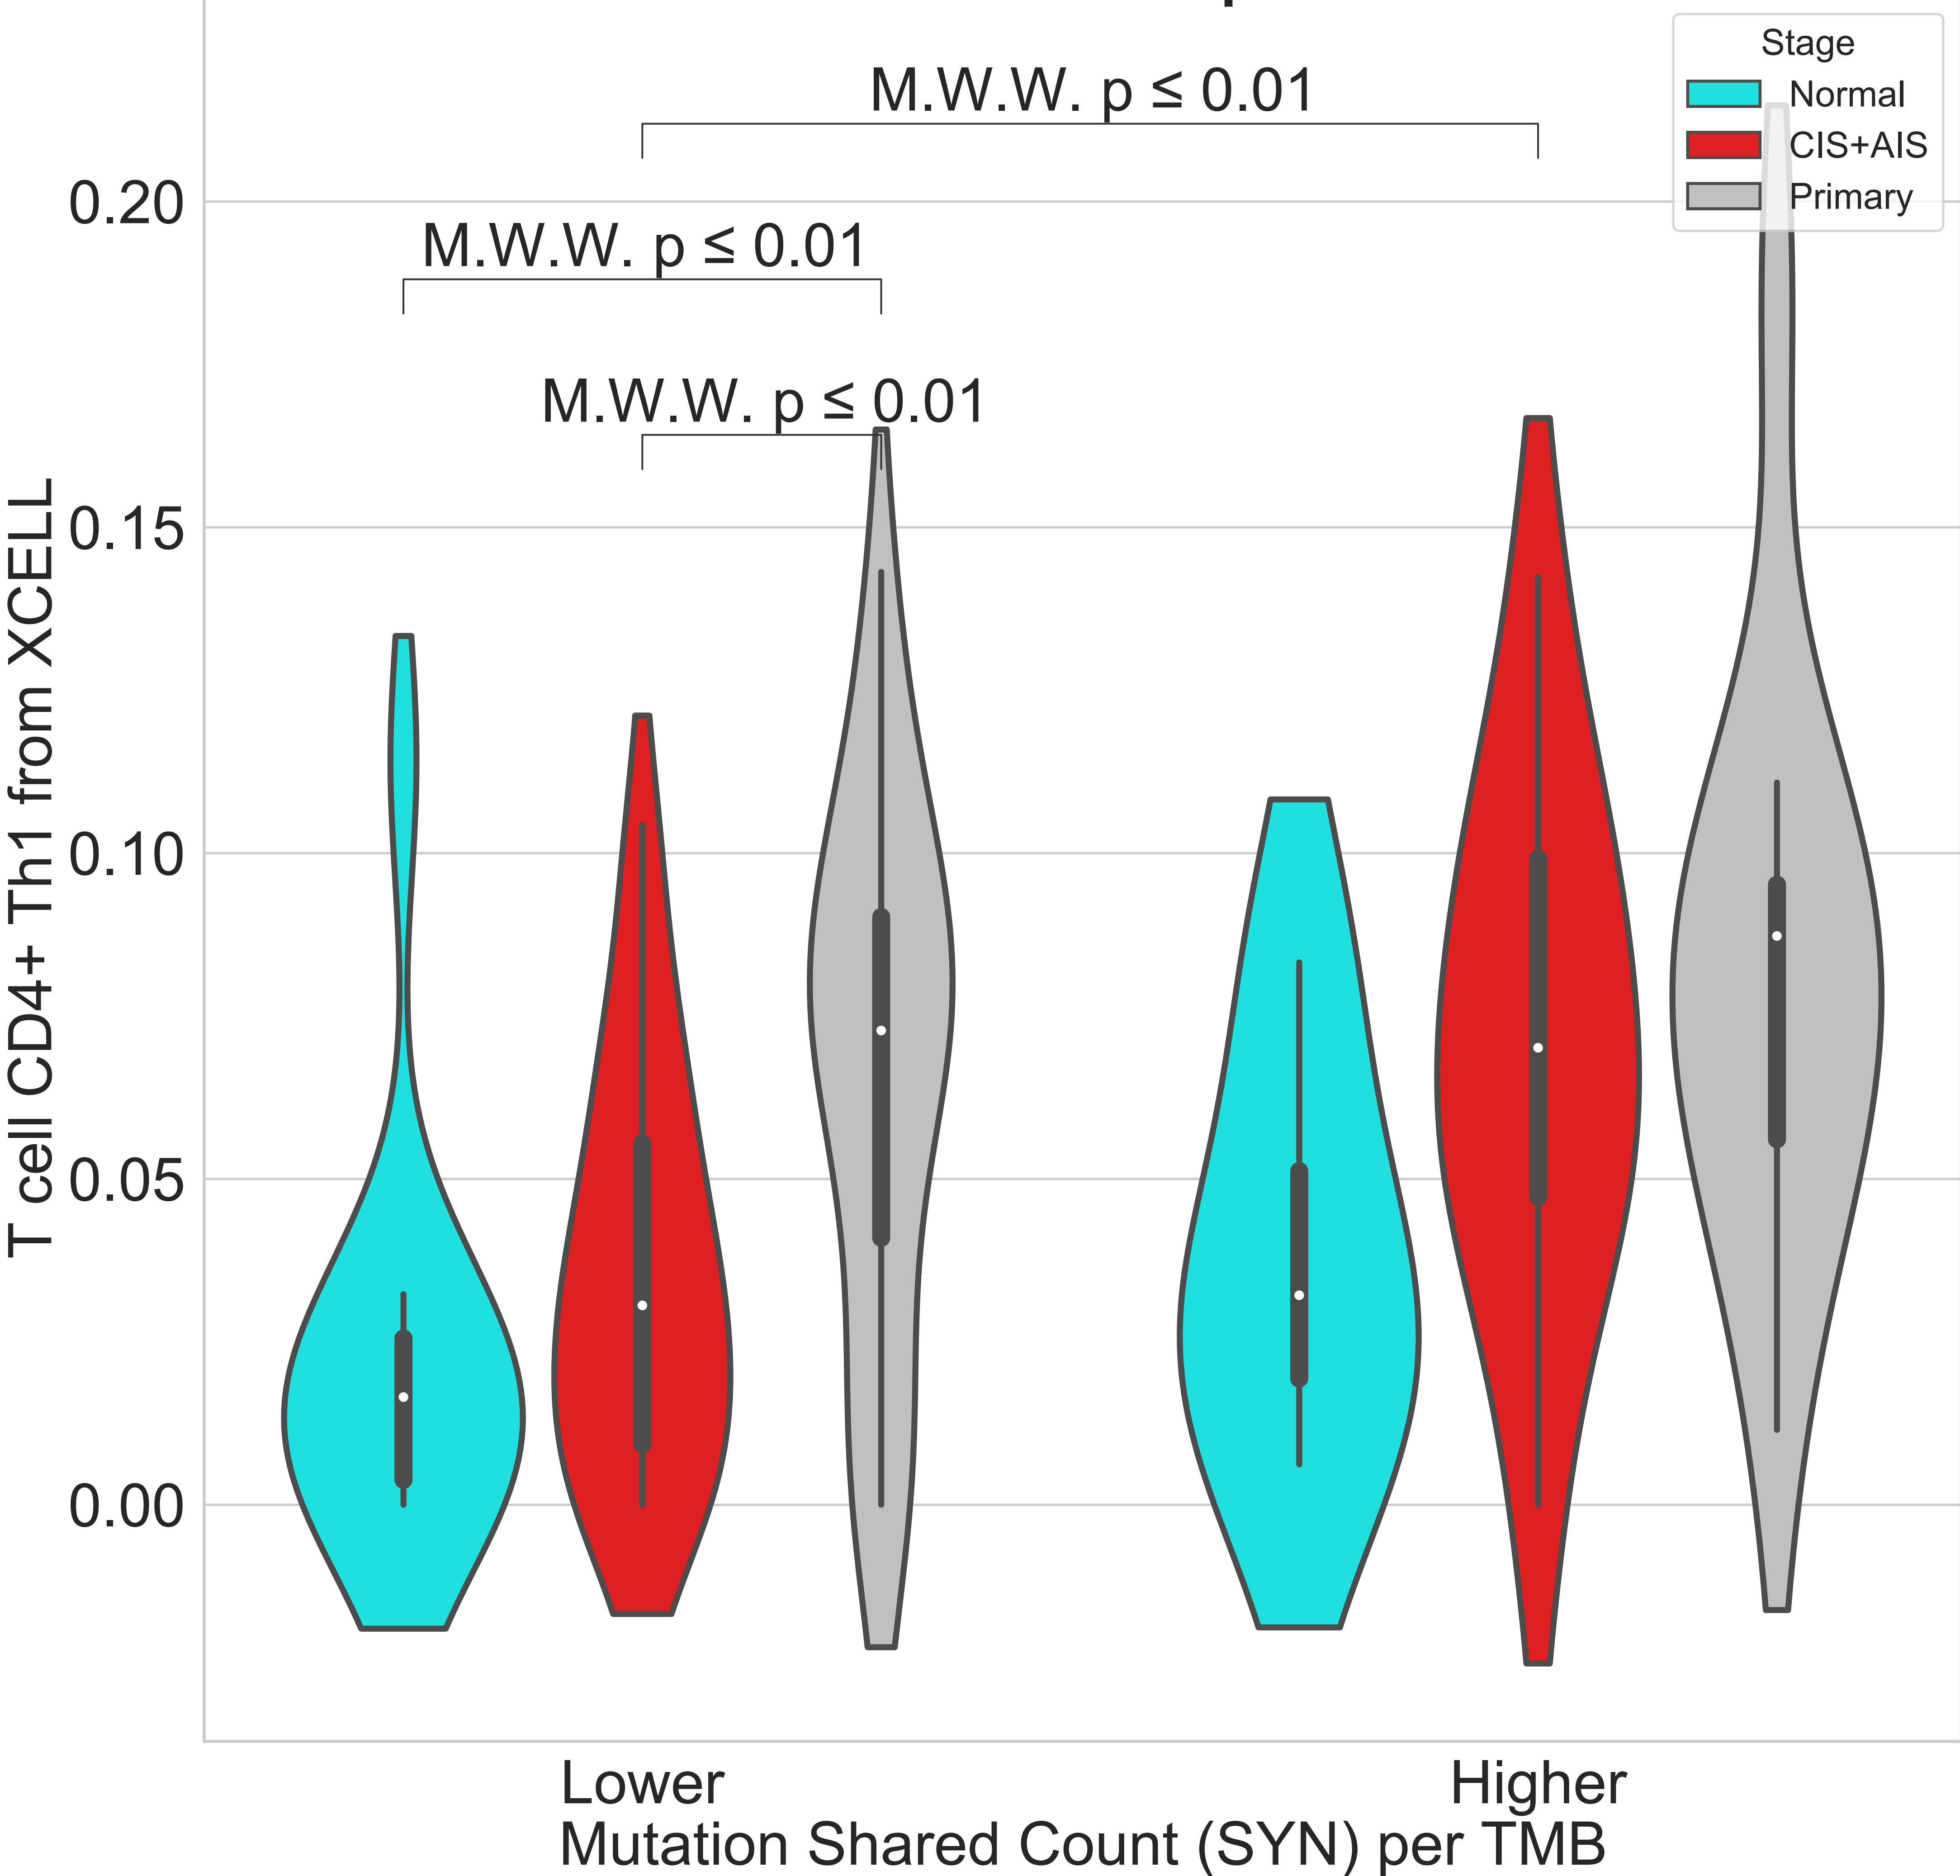 Stage
Normal
CIS+AIS
Primary
M.W.W. p ≤ 0.01
M.W.W. p ≤ 0.01
M.W.W. p ≤ 0.01
T cell CD4+ Th1 from XCELL
0.20
0.15
0.10
0.05
0.00
Lower
Higher
Mutation Shared Count (SYN) per TMB